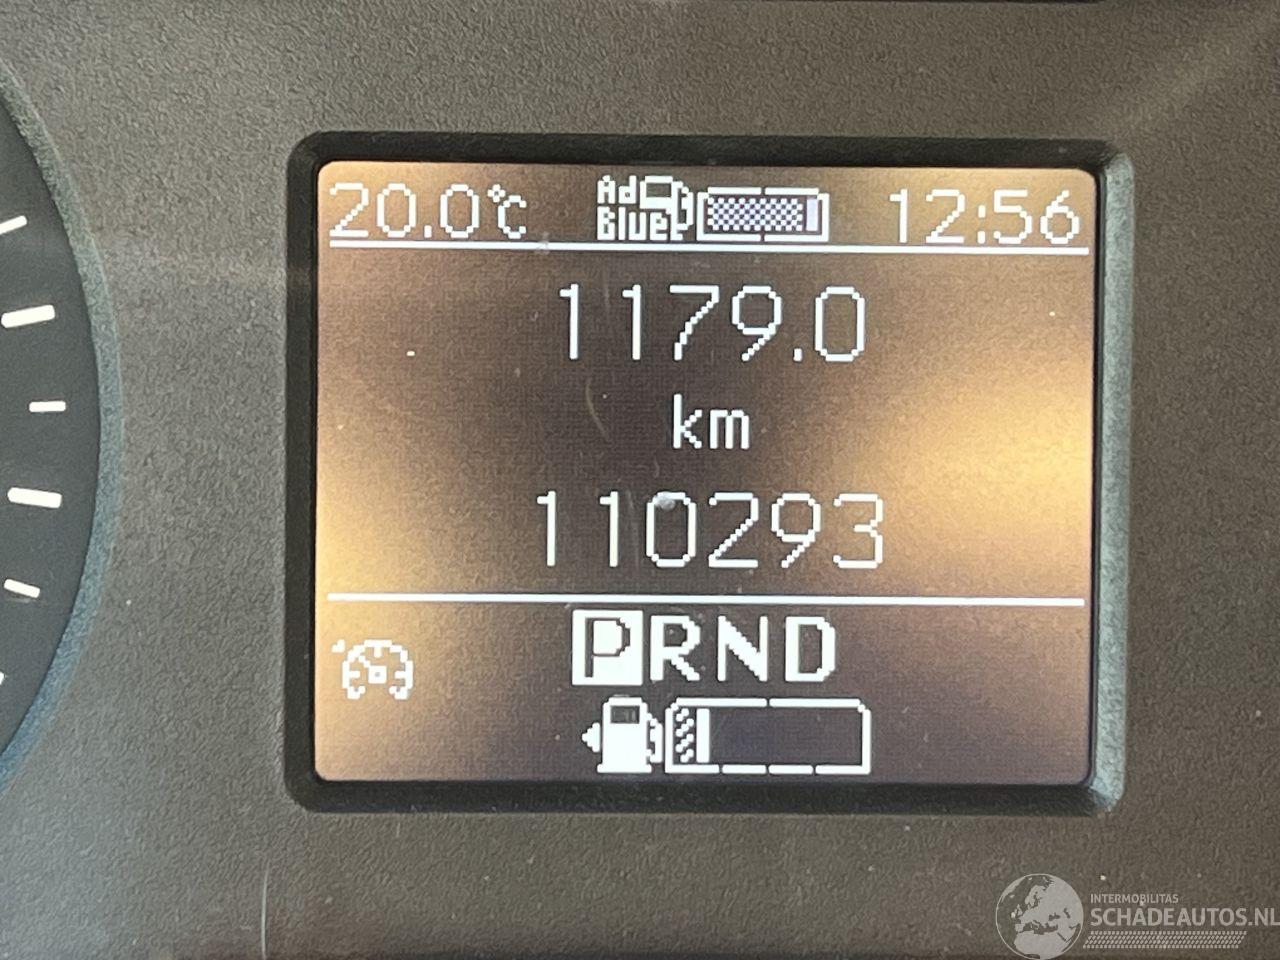 20.0°C Ad Blue 12:56
1179.0
km
110293
PRND
INTERMOBILITAS
SCHADEAUTOS.NL